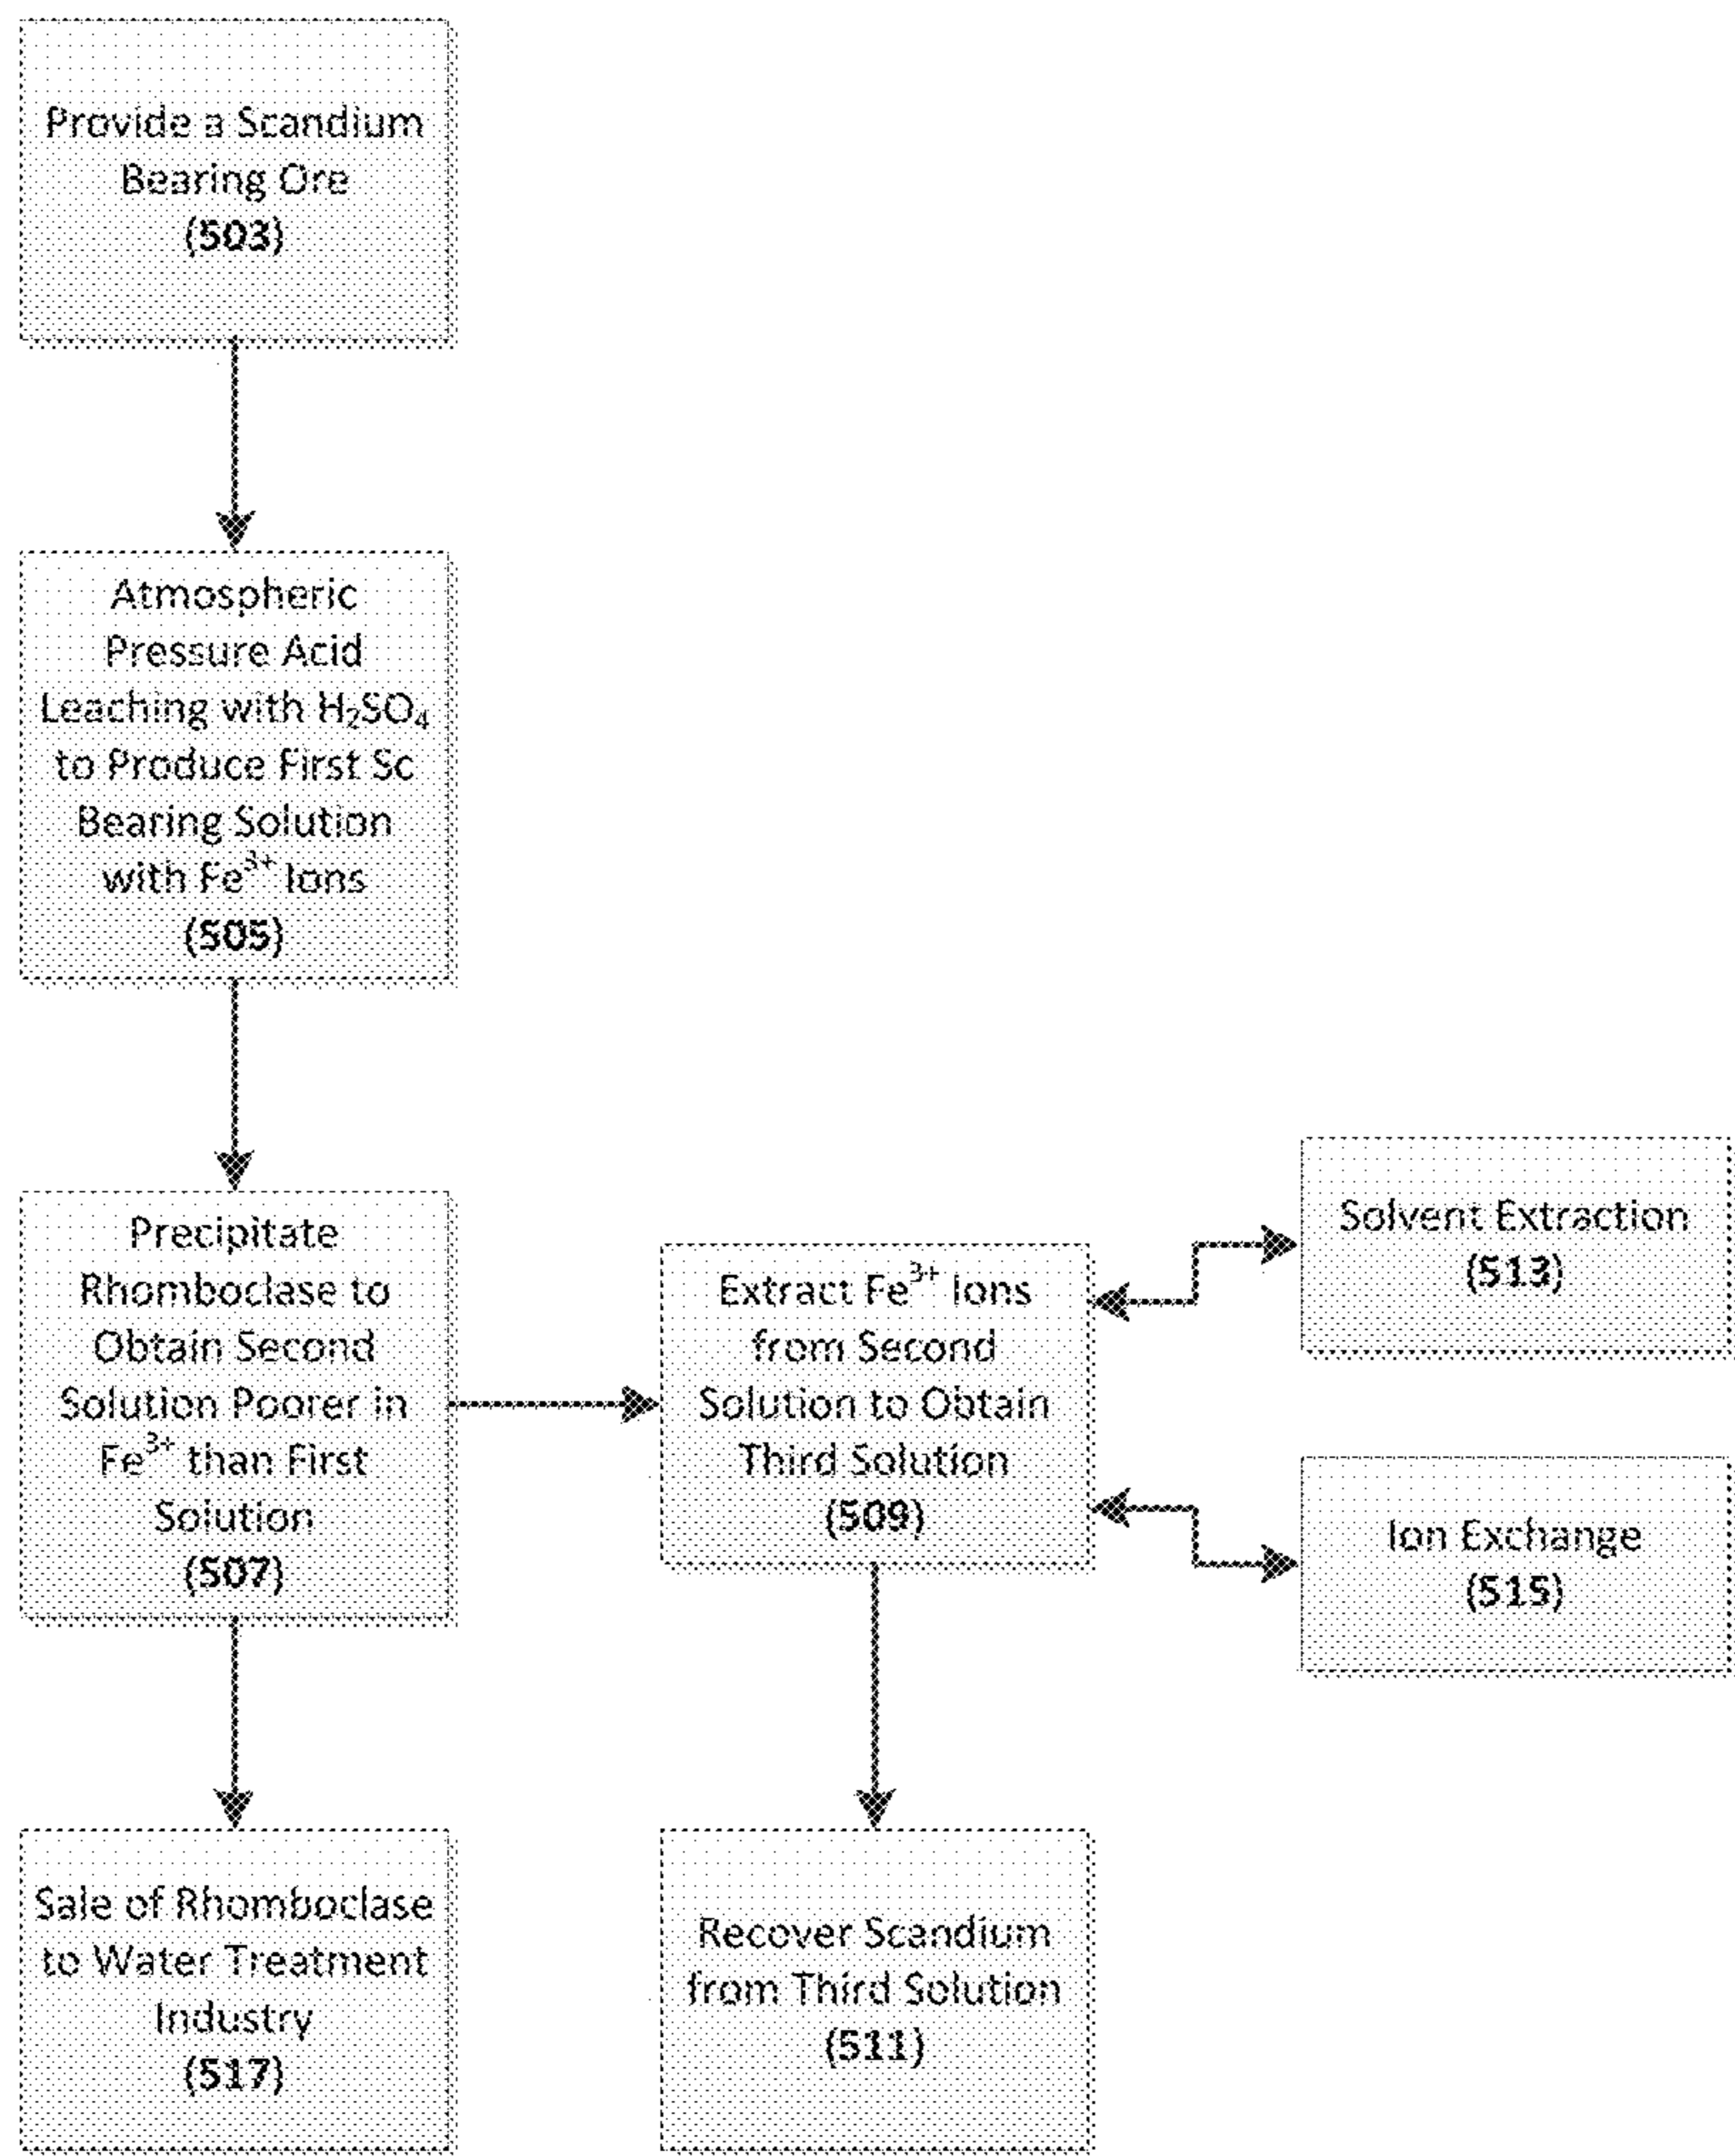 Provide a Scandium
Bearing Ore
(503)
Atmospheric
Pressure Acid
Leaching with H₂SO₄
to Produce First Sc
Bearing Solution
with Fe³⁺ Ions
(505)
Precipitate
Rhomboclase to
Obtain Second
Solution Poorer in
Fe³⁺ than First
Solution
(507)
Extract Fe³⁺ Ions
from Second
Solution to Obtain
Third Solution
(509)
Solvent Extraction
(513)
Ion Exchange
(515)
Sale of Rhomboclase
to Water Treatment
Industry
(517)
Recover Scandium
from Third Solution
(511)